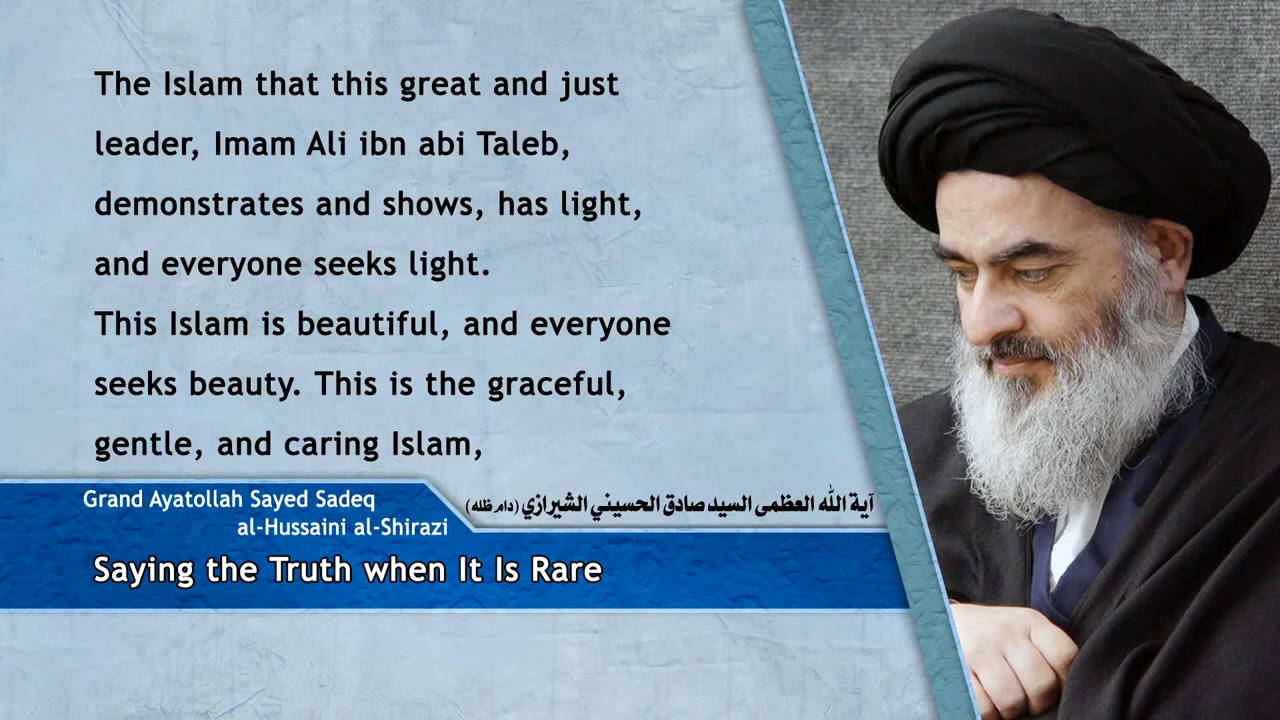 The Islam that this great and just
leader, Imam Ali ibn abi Taleb,
demonstrates and shows, has light,
and everyone seeks light.
This Islam is beautiful, and everyone
seeks beauty. This is the graceful,
gentle, and caring Islam,
Grand Ayatollah Sayed Sadeq
al-Hussaini al-Shirazi
آية الله العظمى السيد صادق الحسيني الشيرازي (دام ظله)
Saying the Truth when It Is Rare